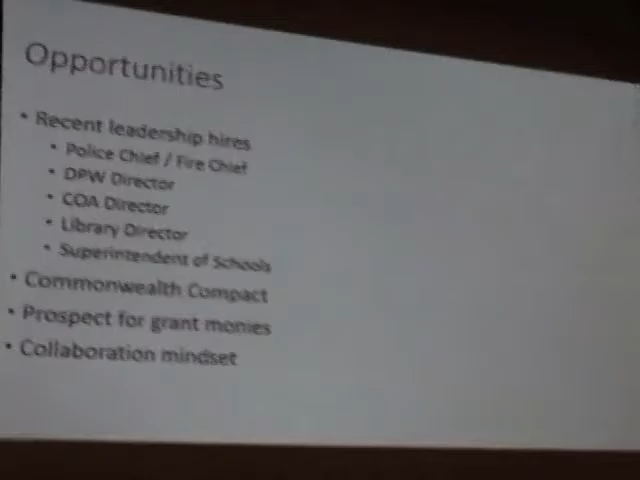 Opportunities
• Recent leadership hires
• Police Chief / Fire Chief
• DPW Director
• COA Director
• Library Director
• Superintendent of Schools
• Commonwealth Compact
• Prospect for grant monies
• Collaboration mindset